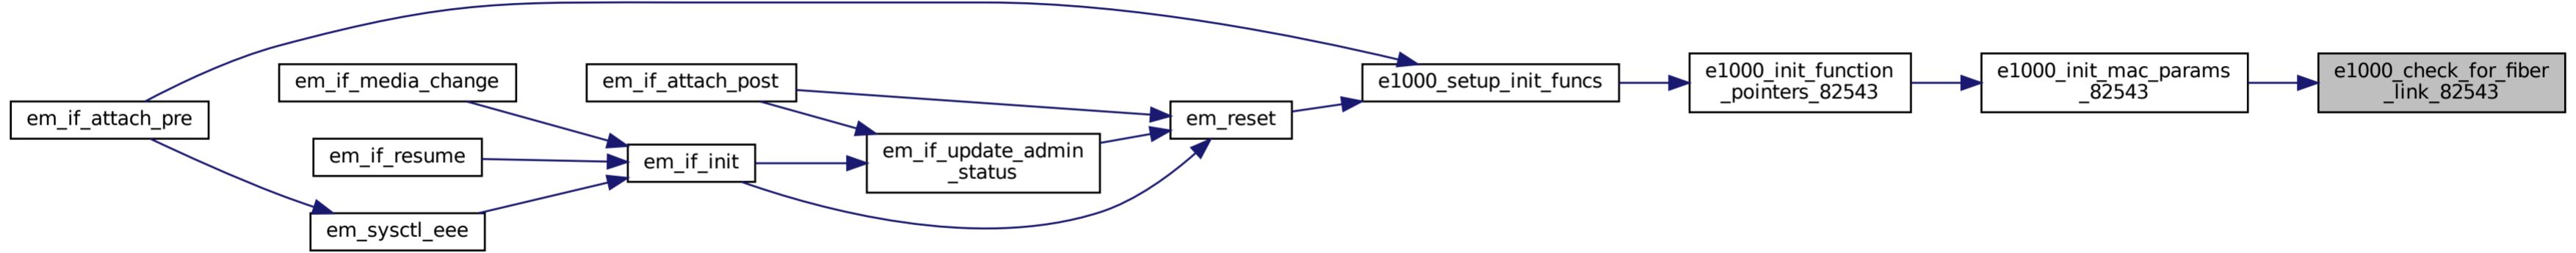 em_if_attach_pre
em_if_media_change
em_if_resume
em_sysctl_eee
em_if_attach_post
em_if_init
em_if_update_admin
_status
em_reset
e1000_setup_init_funcs
e1000_init_function
_pointers_82543
e1000_init_mac_params
_82543
e1000_check_for_fiber
_link_82543